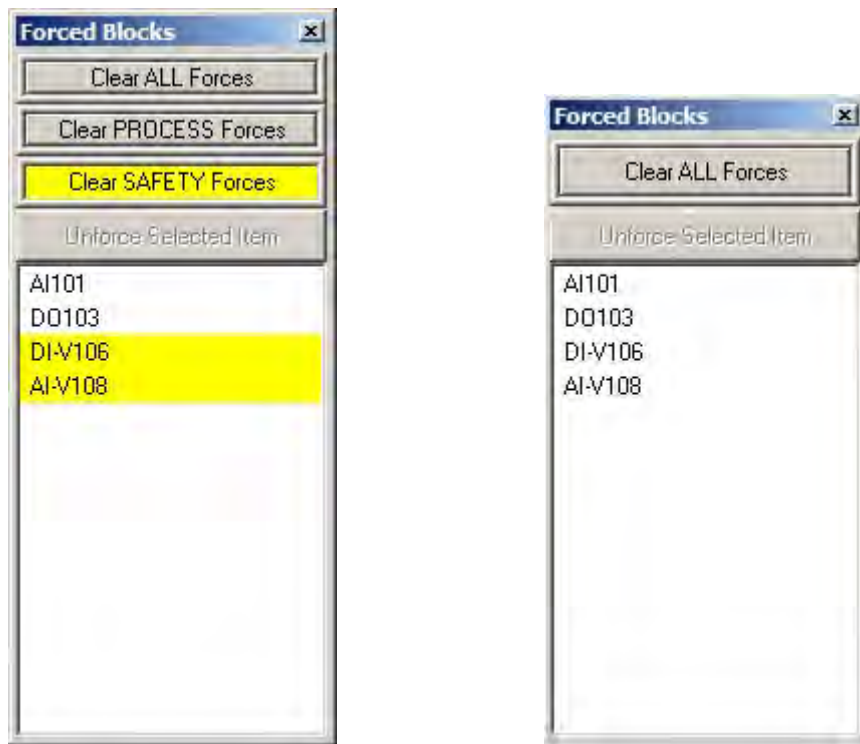 Forced Blocks
Clear ALL Forces
Clear PROCESS Forces
Clear SAFETY Forces
Unforce Selected Item
AI101
DO103
DI-V106
AI-V108
Forced Blocks
Clear ALL Forces
Unforce Selected Item
AI101
DO103
DI-V106
AI-V108